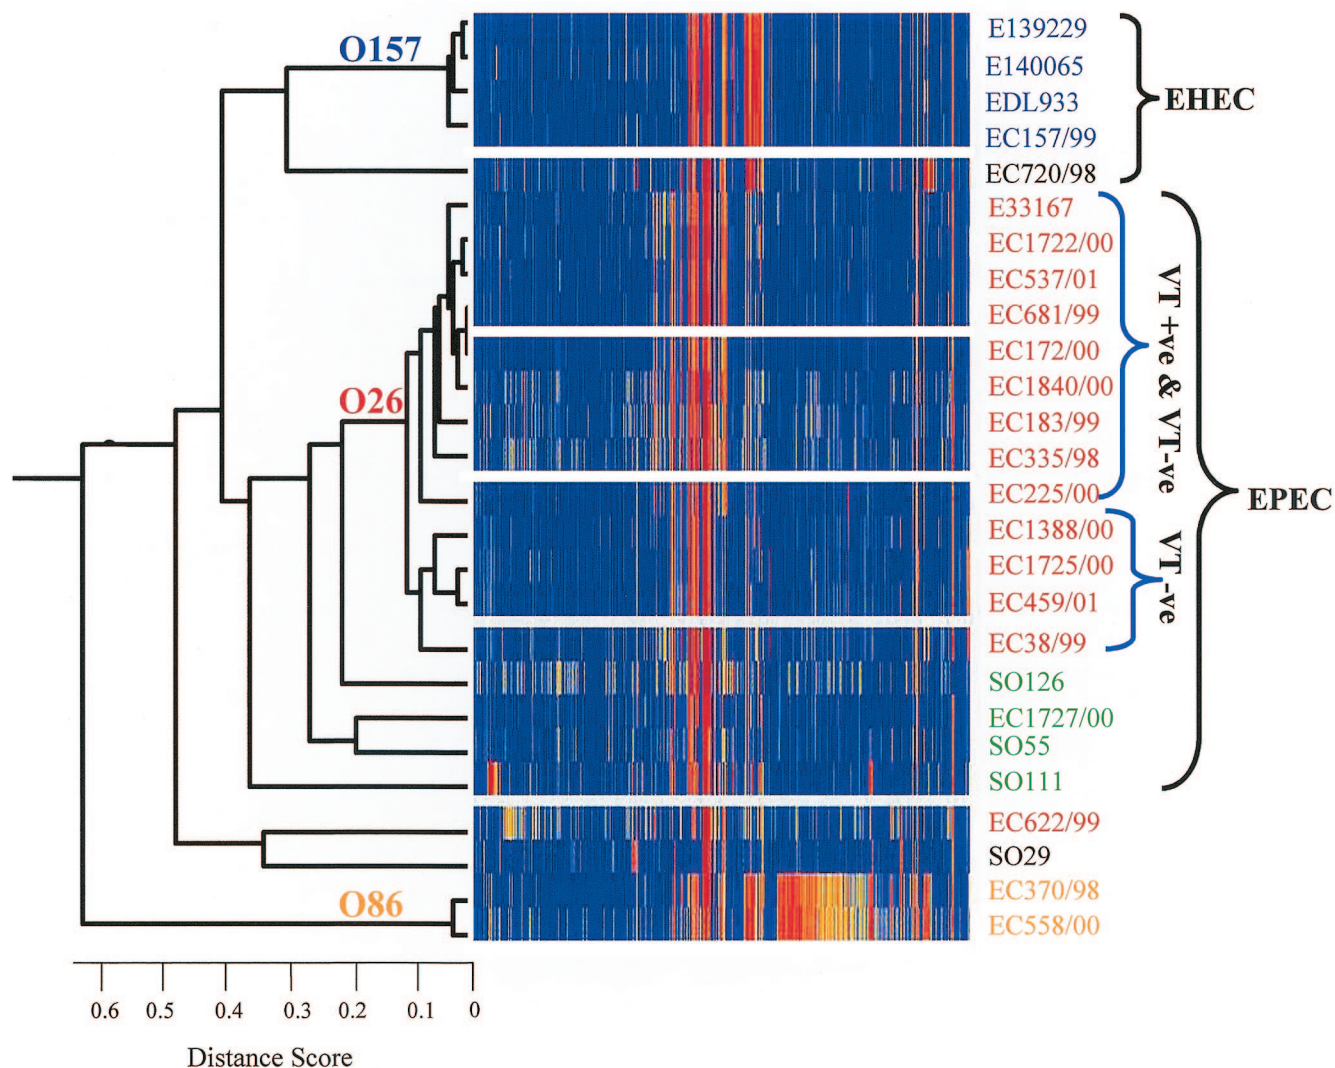 O157
E139229
E140065
EDL933
EC157/99
EC720/98
EHEC
E33167
EC1722/00
EC537/01
EC681/99
EC172/00
EC1840/00
EC183/99
EC335/98
EC225/00
VT +ve & VT-ve
O26
EC1388/00
EC1725/00
EC459/01
EC38/99
VT -ve
SO126
EC1727/00
SO55
SO111
EPEC
EC622/99
SO29
O86
EC370/98
EC558/00
0.6 0.5 0.4 0.3 0.2 0.1 0
Distance Score